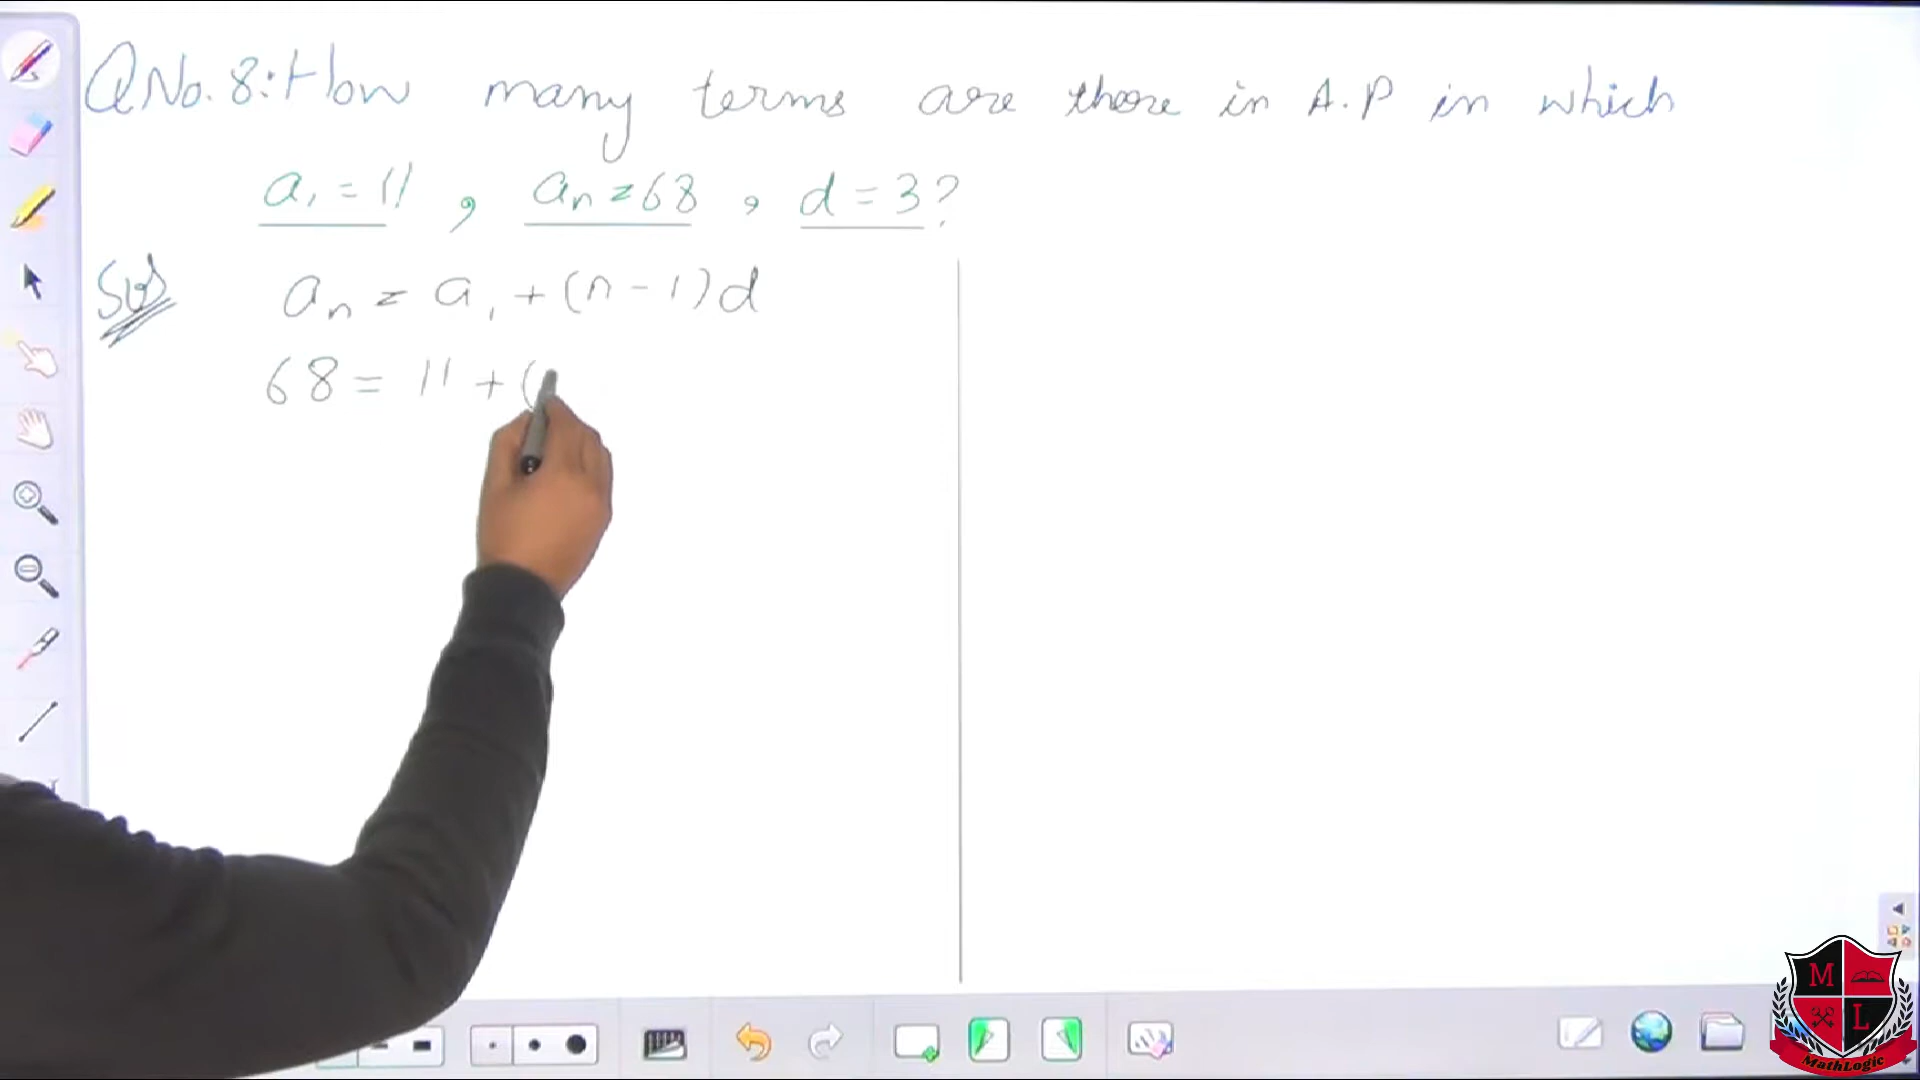 Q No. 8: How many terms are there in A.P in which
a₁ = 11 , aₙ = 68 , d = 3 ?
Sol
aₙ = a₁ + (n - 1) d
68 = 11 + (
M L
MathLogic